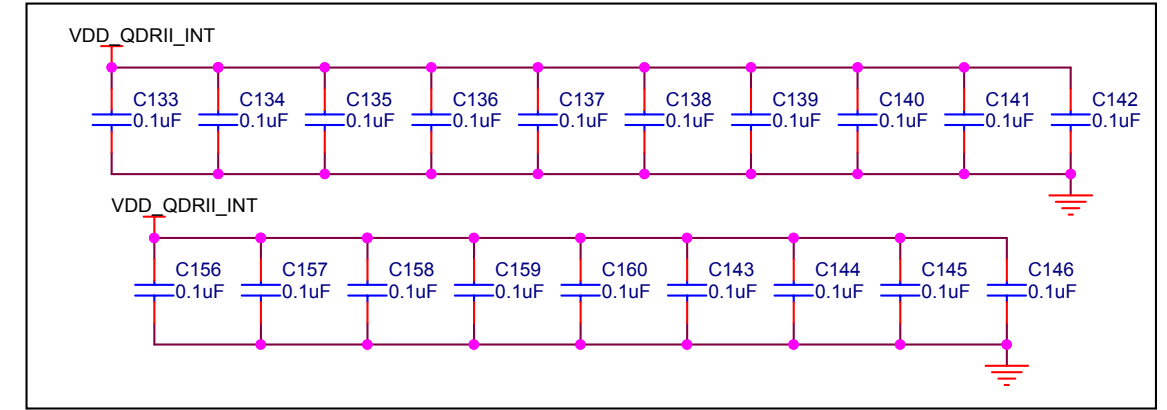 VDD_QDRII_INT
C133 C134 C135 C136 C137 C138 C139 C140 C141 C142
0.1uF 0.1uF 0.1uF 0.1uF 0.1uF 0.1uF 0.1uF 0.1uF 0.1uF 0.1uF
VDD_QDRII_INT
C156 C157 C158 C159 C160 C143 C144 C145 C146
0.1uF 0.1uF 0.1uF 0.1uF 0.1uF 0.1uF 0.1uF 0.1uF 0.1uF